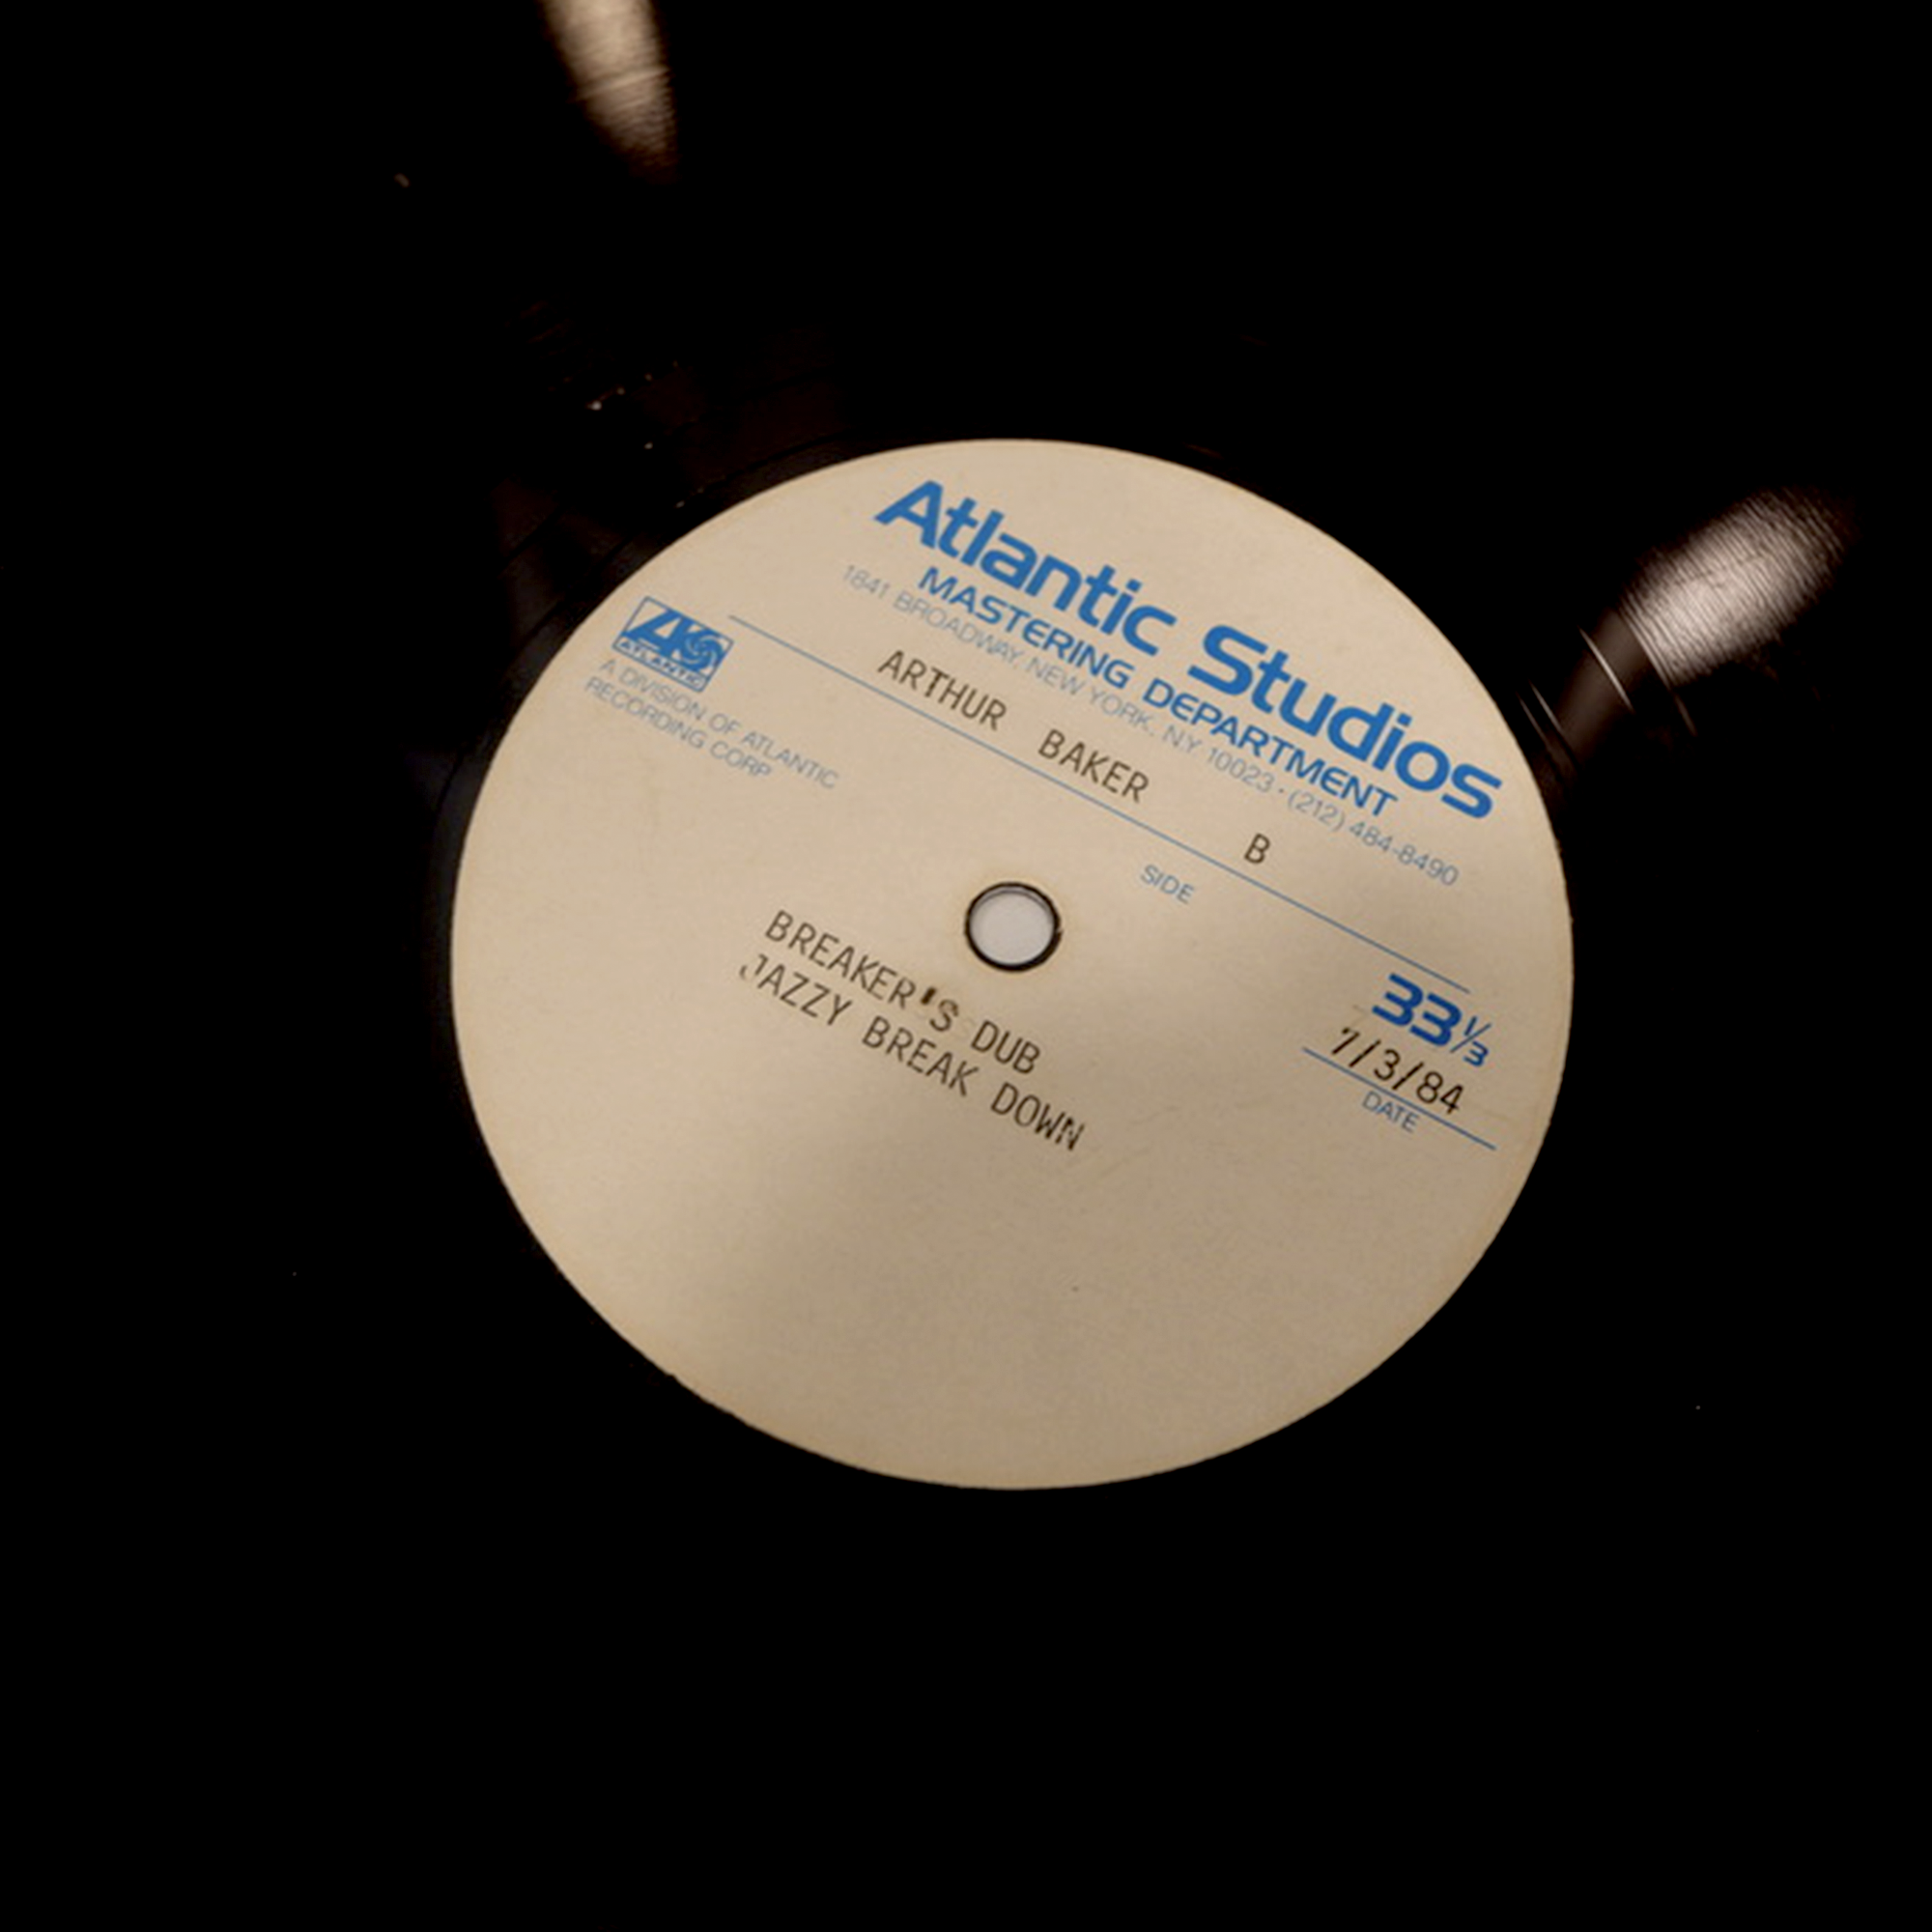 Atlantic Studios
MASTERING DEPARTMENT
1841 BROADWAY, NEW YORK, NY 10023 • (212) 484-8490
ATLANTIC
A DIVISION OF ATLANTIC
RECORDING CORP
ARTHUR BAKER
B
SIDE
33⅓
7/3/84
DATE
BREAKER'S DUB
JAZZY BREAK DOWN